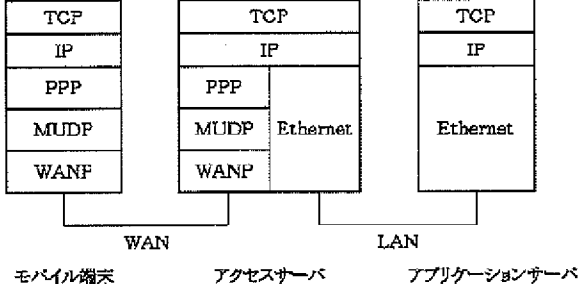 TCP TCP TCP
IP IP IP
PPP PPP
MUDP MUDP Ethernet Ethernet
WANP WANP
WAN LAN
モバイル端末 アクセスサーバ アプリケーションサーバ